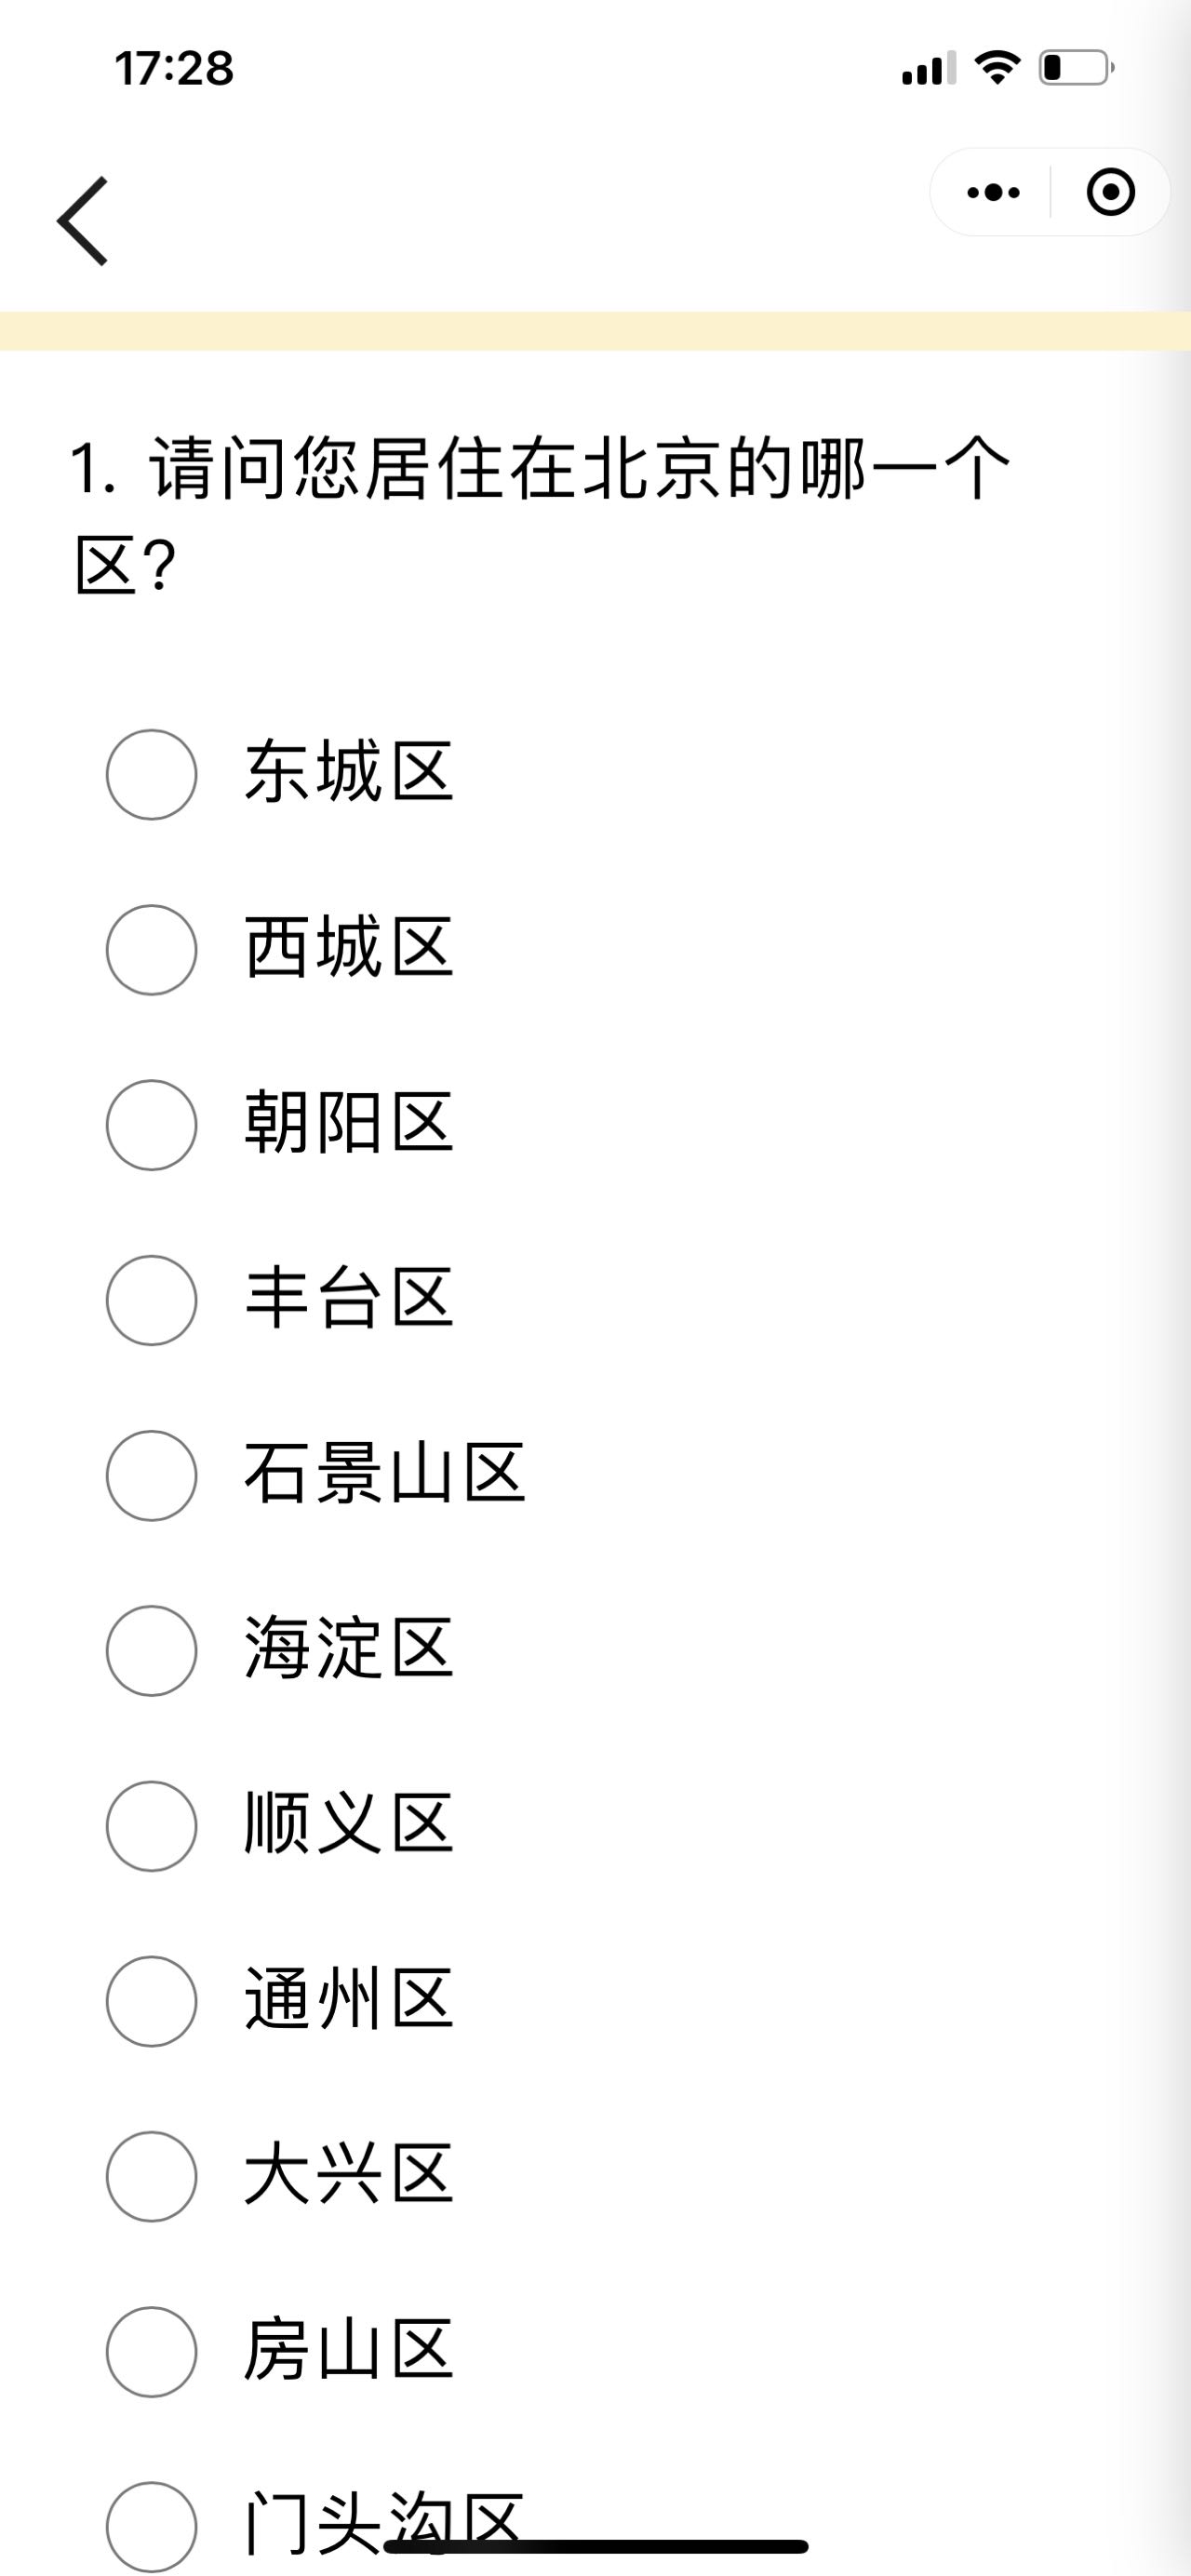 17:28
1. 请问您居住在北京的哪一个
区?
东城区
西城区
朝阳区
丰台区
石景山区
海淀区
顺义区
通州区
大兴区
房山区
门头沟区